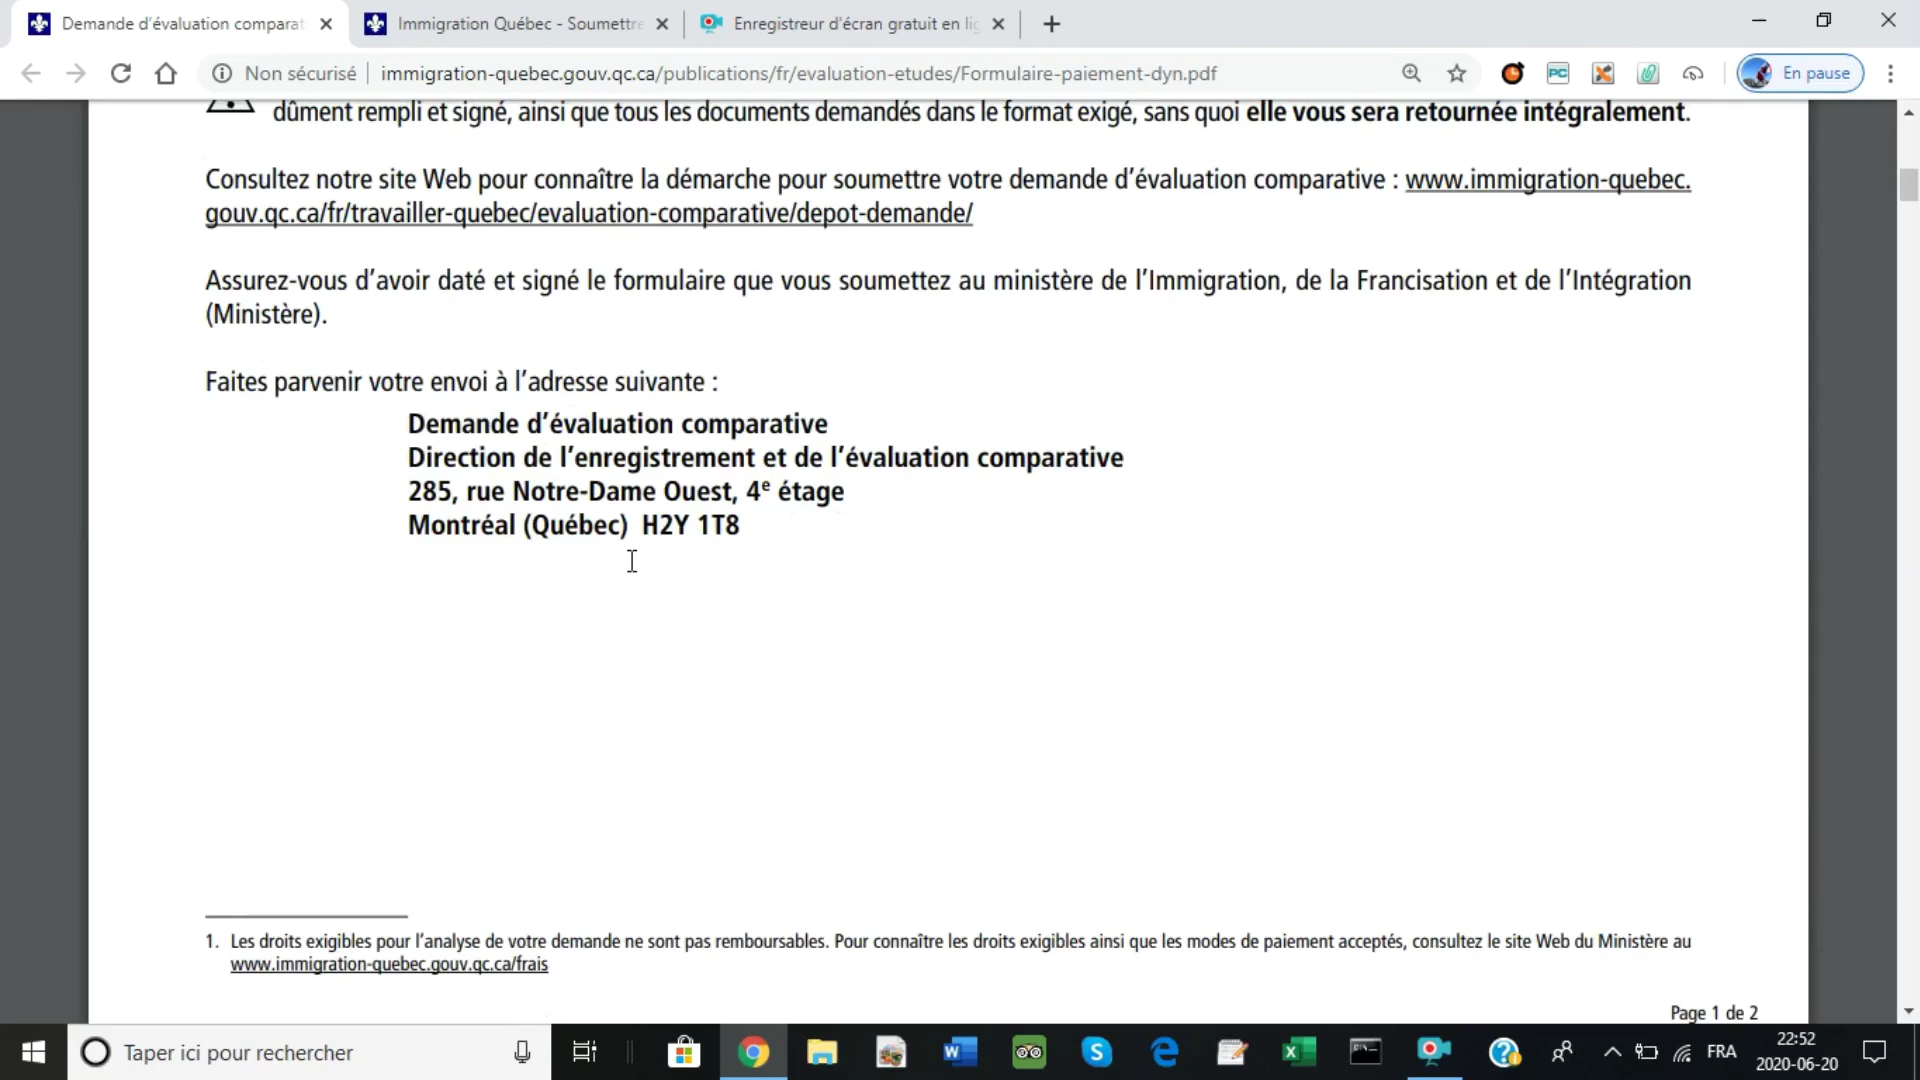 Demande d'évaluation comparat
Immigration Québec - Soumettre
Enregistreur d'écran gratuit en lig
Non sécurisé
immigration-quebec.gouv.qc.ca/publications/fr/evaluation-etudes/Formulaire-paiement-dyn.pdf
PC
En pause
dûment rempli et signé, ainsi que tous les documents demandés dans le format exigé, sans quoi elle vous sera retournée intégralement.
Consultez notre site Web pour connaître la démarche pour soumettre votre demande d'évaluation comparative : www.immigration-quebec.
gouv.qc.ca/fr/travailler-quebec/evaluation-comparative/depot-demande/
Assurez-vous d'avoir daté et signé le formulaire que vous soumettez au ministère de l'Immigration, de la Francisation et de l'Intégration
(Ministère).
Faites parvenir votre envoi à l'adresse suivante :
Demande d'évaluation comparative
Direction de l'enregistrement et de l'évaluation comparative
285, rue Notre-Dame Ouest, 4e étage
Montréal (Québec) H2Y 1T8
1. Les droits exigibles pour l'analyse de votre demande ne sont pas remboursables. Pour connaître les droits exigibles ainsi que les modes de paiement acceptés, consultez le site Web du Ministère au
www.immigration-quebec.gouv.qc.ca/frais
Page 1 de 2
Taper ici pour rechercher
FRA
22:52
2020-06-20